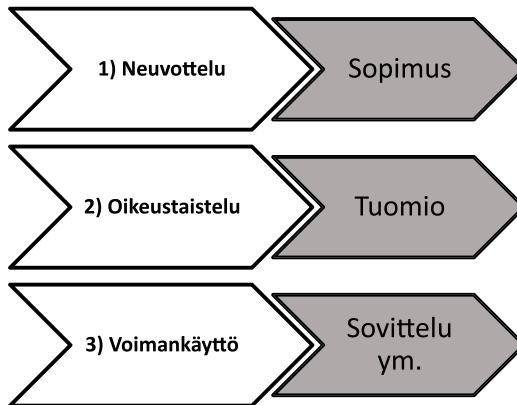 1) Neuvottelu
Sopimus
2) Oikeustaistelu
Tuomio
3) Voimankäyttö
Sovittelu
ym.